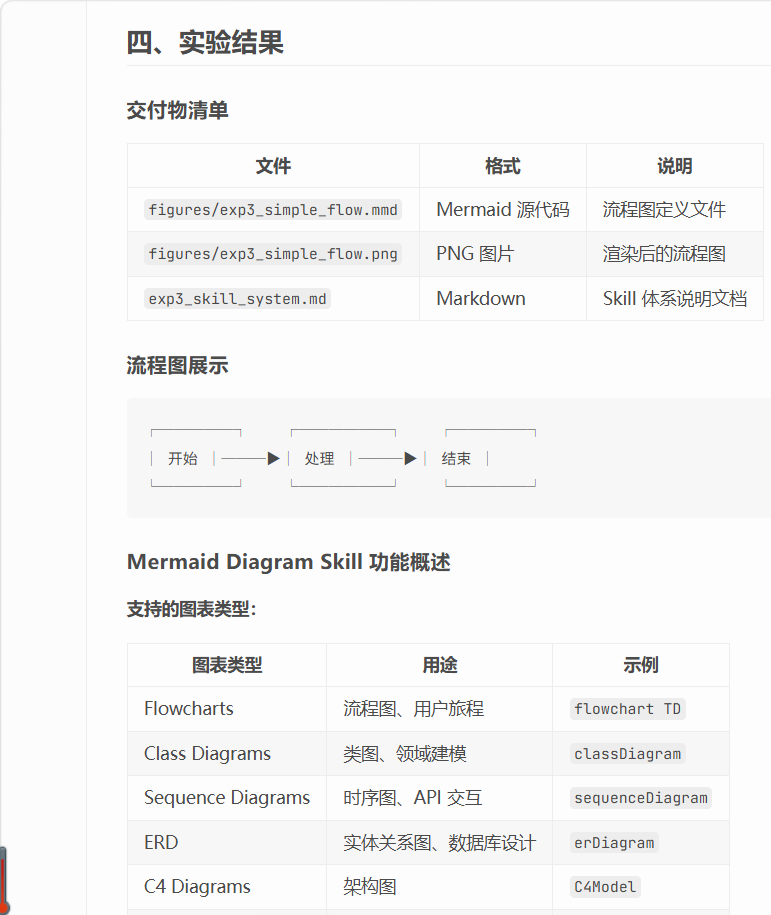 四、实验结果
交付物清单
文件 格式 说明
figures/exp3_simple_flow.mmd Mermaid 源代码 流程图定义文件
figures/exp3_simple_flow.png PNG 图片 渲染后的流程图
exp3_skill_system.md Markdown Skill 体系说明文档
流程图展示
开始 处理 结束
Mermaid Diagram Skill 功能概述
支持的图表类型：
图表类型 用途 示例
Flowcharts 流程图、用户旅程 flowchart TD
Class Diagrams 类图、领域建模 classDiagram
Sequence Diagrams 时序图、API 交互 sequenceDiagram
ERD 实体关系图、数据库设计 erDiagram
C4 Diagrams 架构图 C4Model